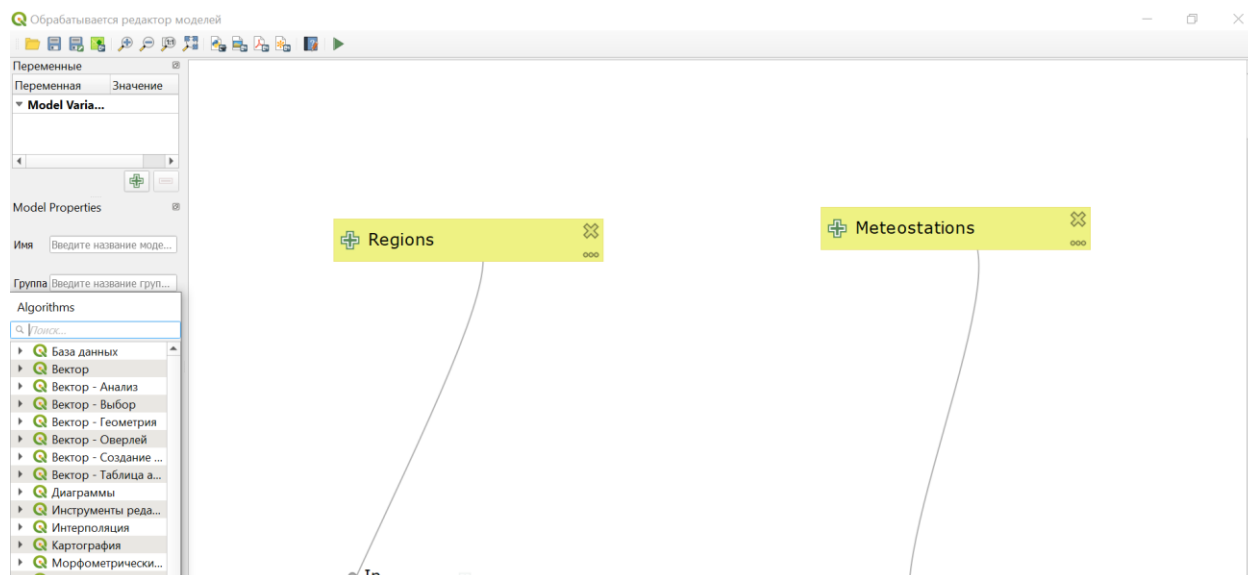 Обрабатывается редактор моделей
Переменные
Переменная Значение
Model Varia...
Model Properties
Имя Введите название моде...
Группа Введите название груп...
Algorithms
Поиск...
База данных
Вектор
Вектор - Анализ
Вектор - Выбор
Вектор - Геометрия
Вектор - Оверлей
Вектор - Создание ...
Вектор - Таблица а...
Диаграммы
Инструменты реда...
Интерполяция
Картография
Морфометрически...
Regions
Meteostations
In